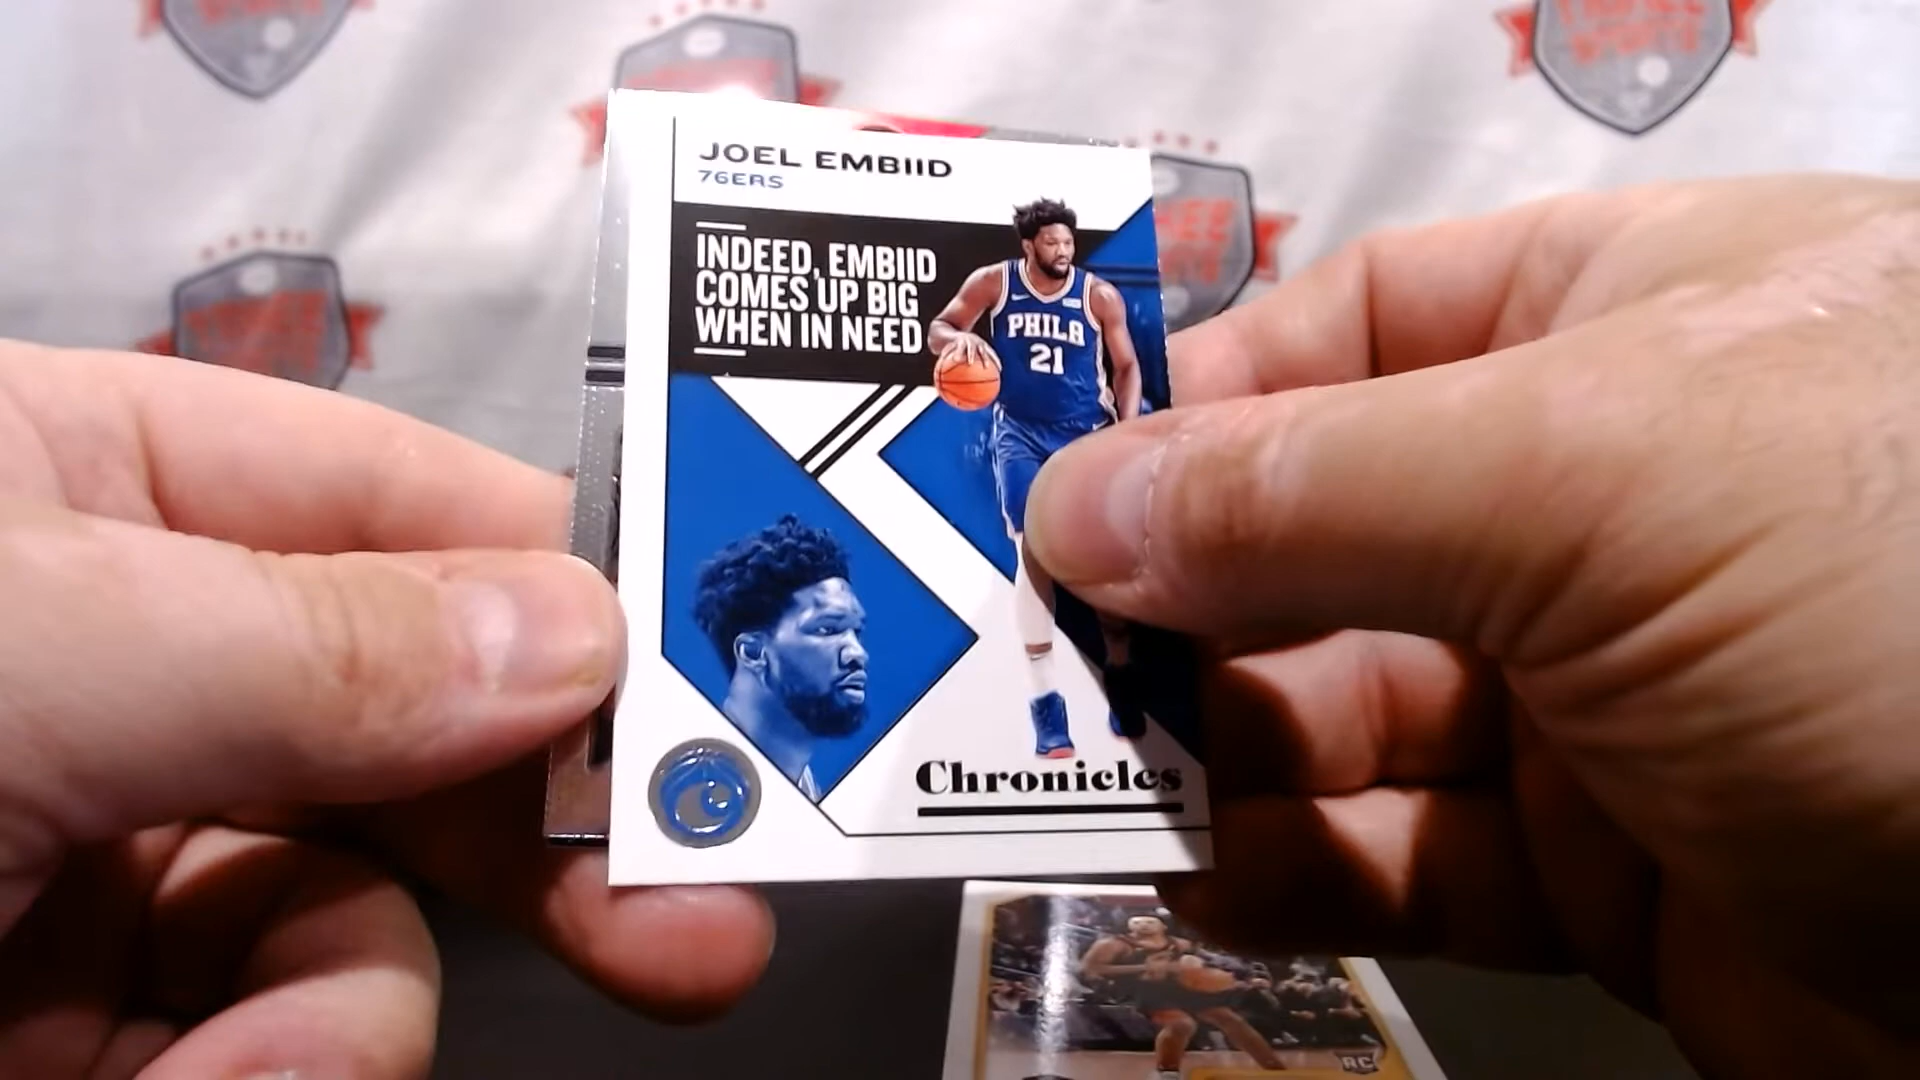 JOEL EMBIID
76ERS
INDEED, EMBIID
COMES UP BIG
WHEN IN NEED
PHILA
21
Chronicles
RC